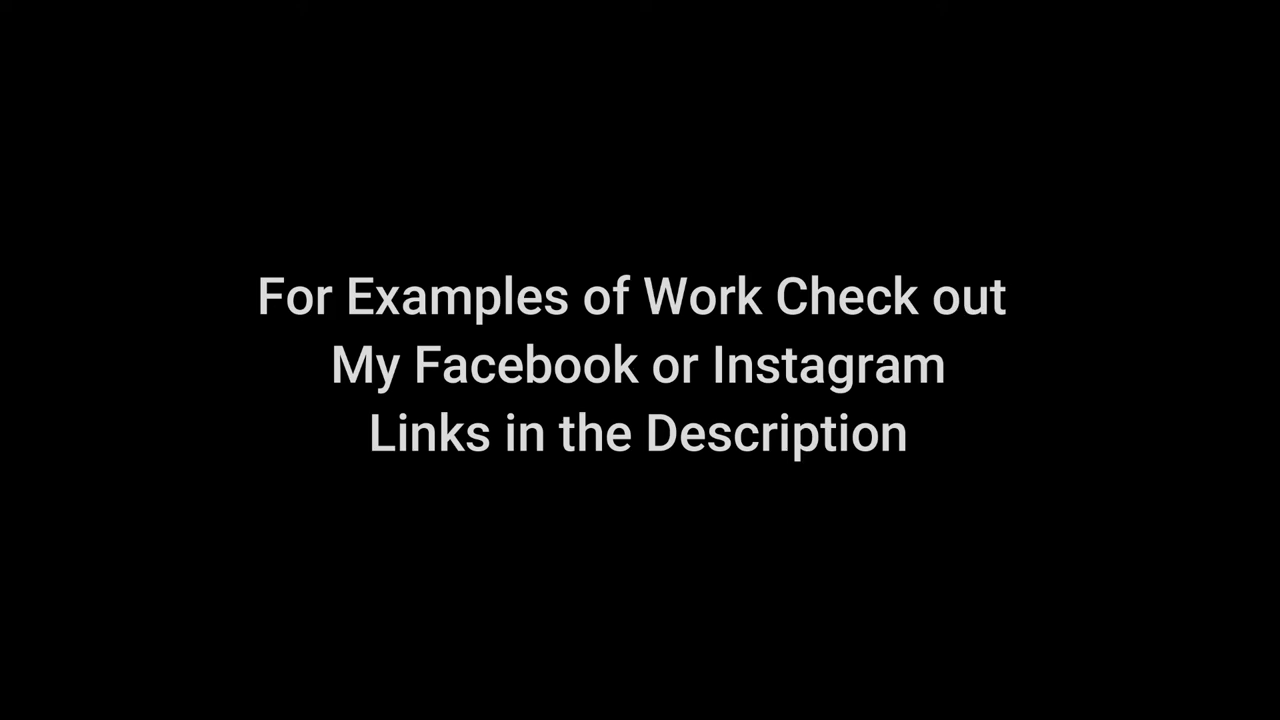 For Examples of Work Check out
My Facebook or Instagram
Links in the Description